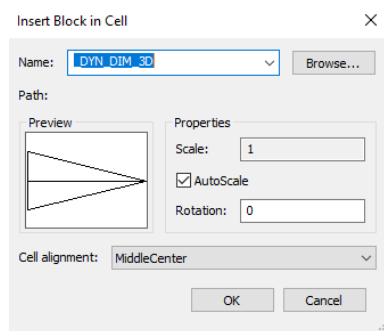 Insert Block in Cell
Name: _DYN_DIM_3D Browse...
Path:
Preview Properties
Scale: 1
AutoScale
Rotation: 0
Cell alignment: MiddleCenter
OK Cancel